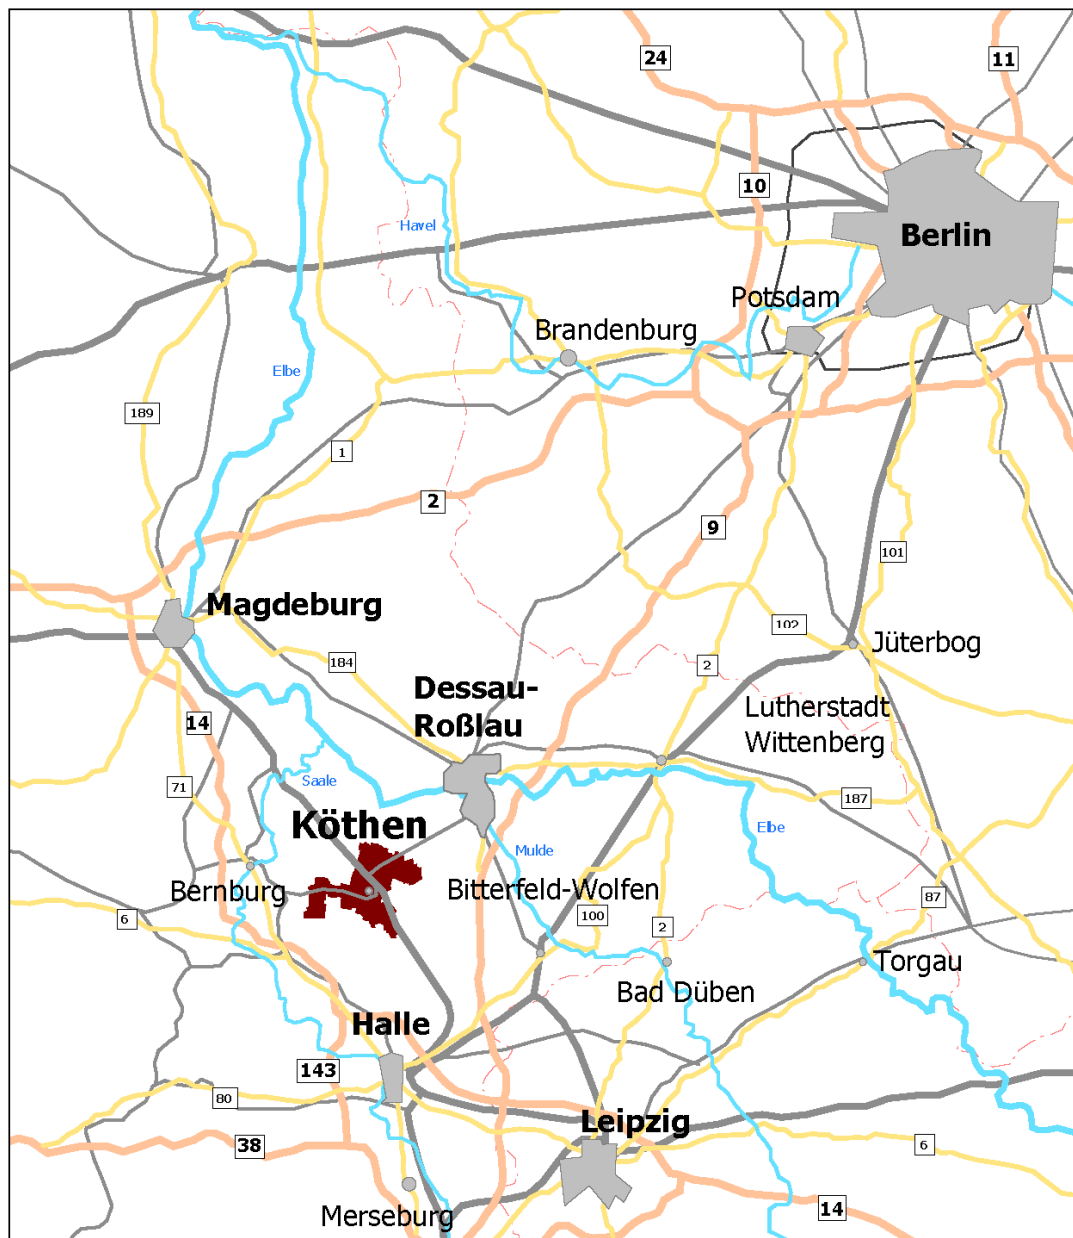 24
11
10
Havel
Berlin
Potsdam
Brandenburg
Elbe
189
1
2
9
101
Magdeburg
102
Jüterbog
184
2
Dessau-
Roßlau
Lutherstadt
Wittenberg
14
Saale
71
187
Köthen
Elbe
Mulde
Bernburg
Bitterfeld-Wolfen
87
6
100
2
Torgau
Bad Düben
Halle
143
80
Leipzig
38
6
Merseburg
14